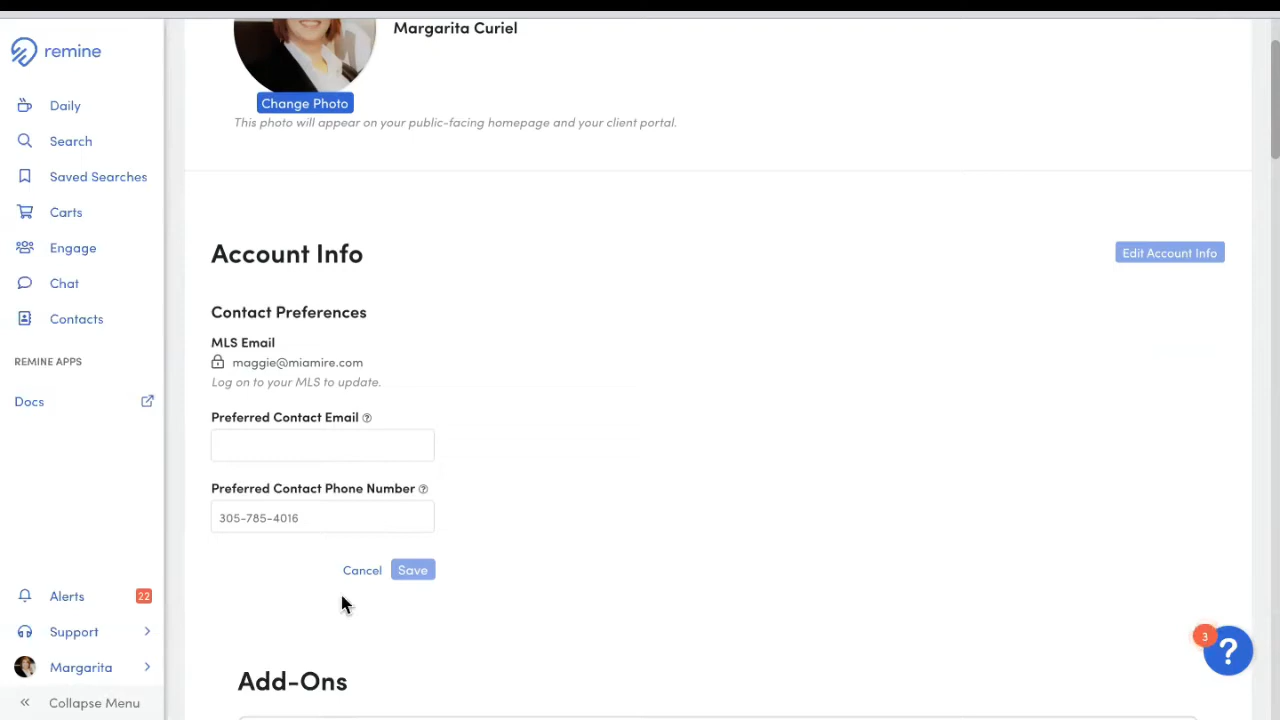 remine
Daily
Search
Saved Searches
Carts
Engage
Chat
Contacts
REMINE APPS
Docs
Alerts
22
Support
Margarita
Collapse Menu
Margarita Curiel
Change Photo
This photo will appear on your public-facing homepage and your client portal.
Account Info
Edit Account Info
Contact Preferences
MLS Email
maggie@miamire.com
Log on to your MLS to update.
Preferred Contact Email
Preferred Contact Phone Number
305-785-4016
Cancel
Save
Add-Ons
3
?